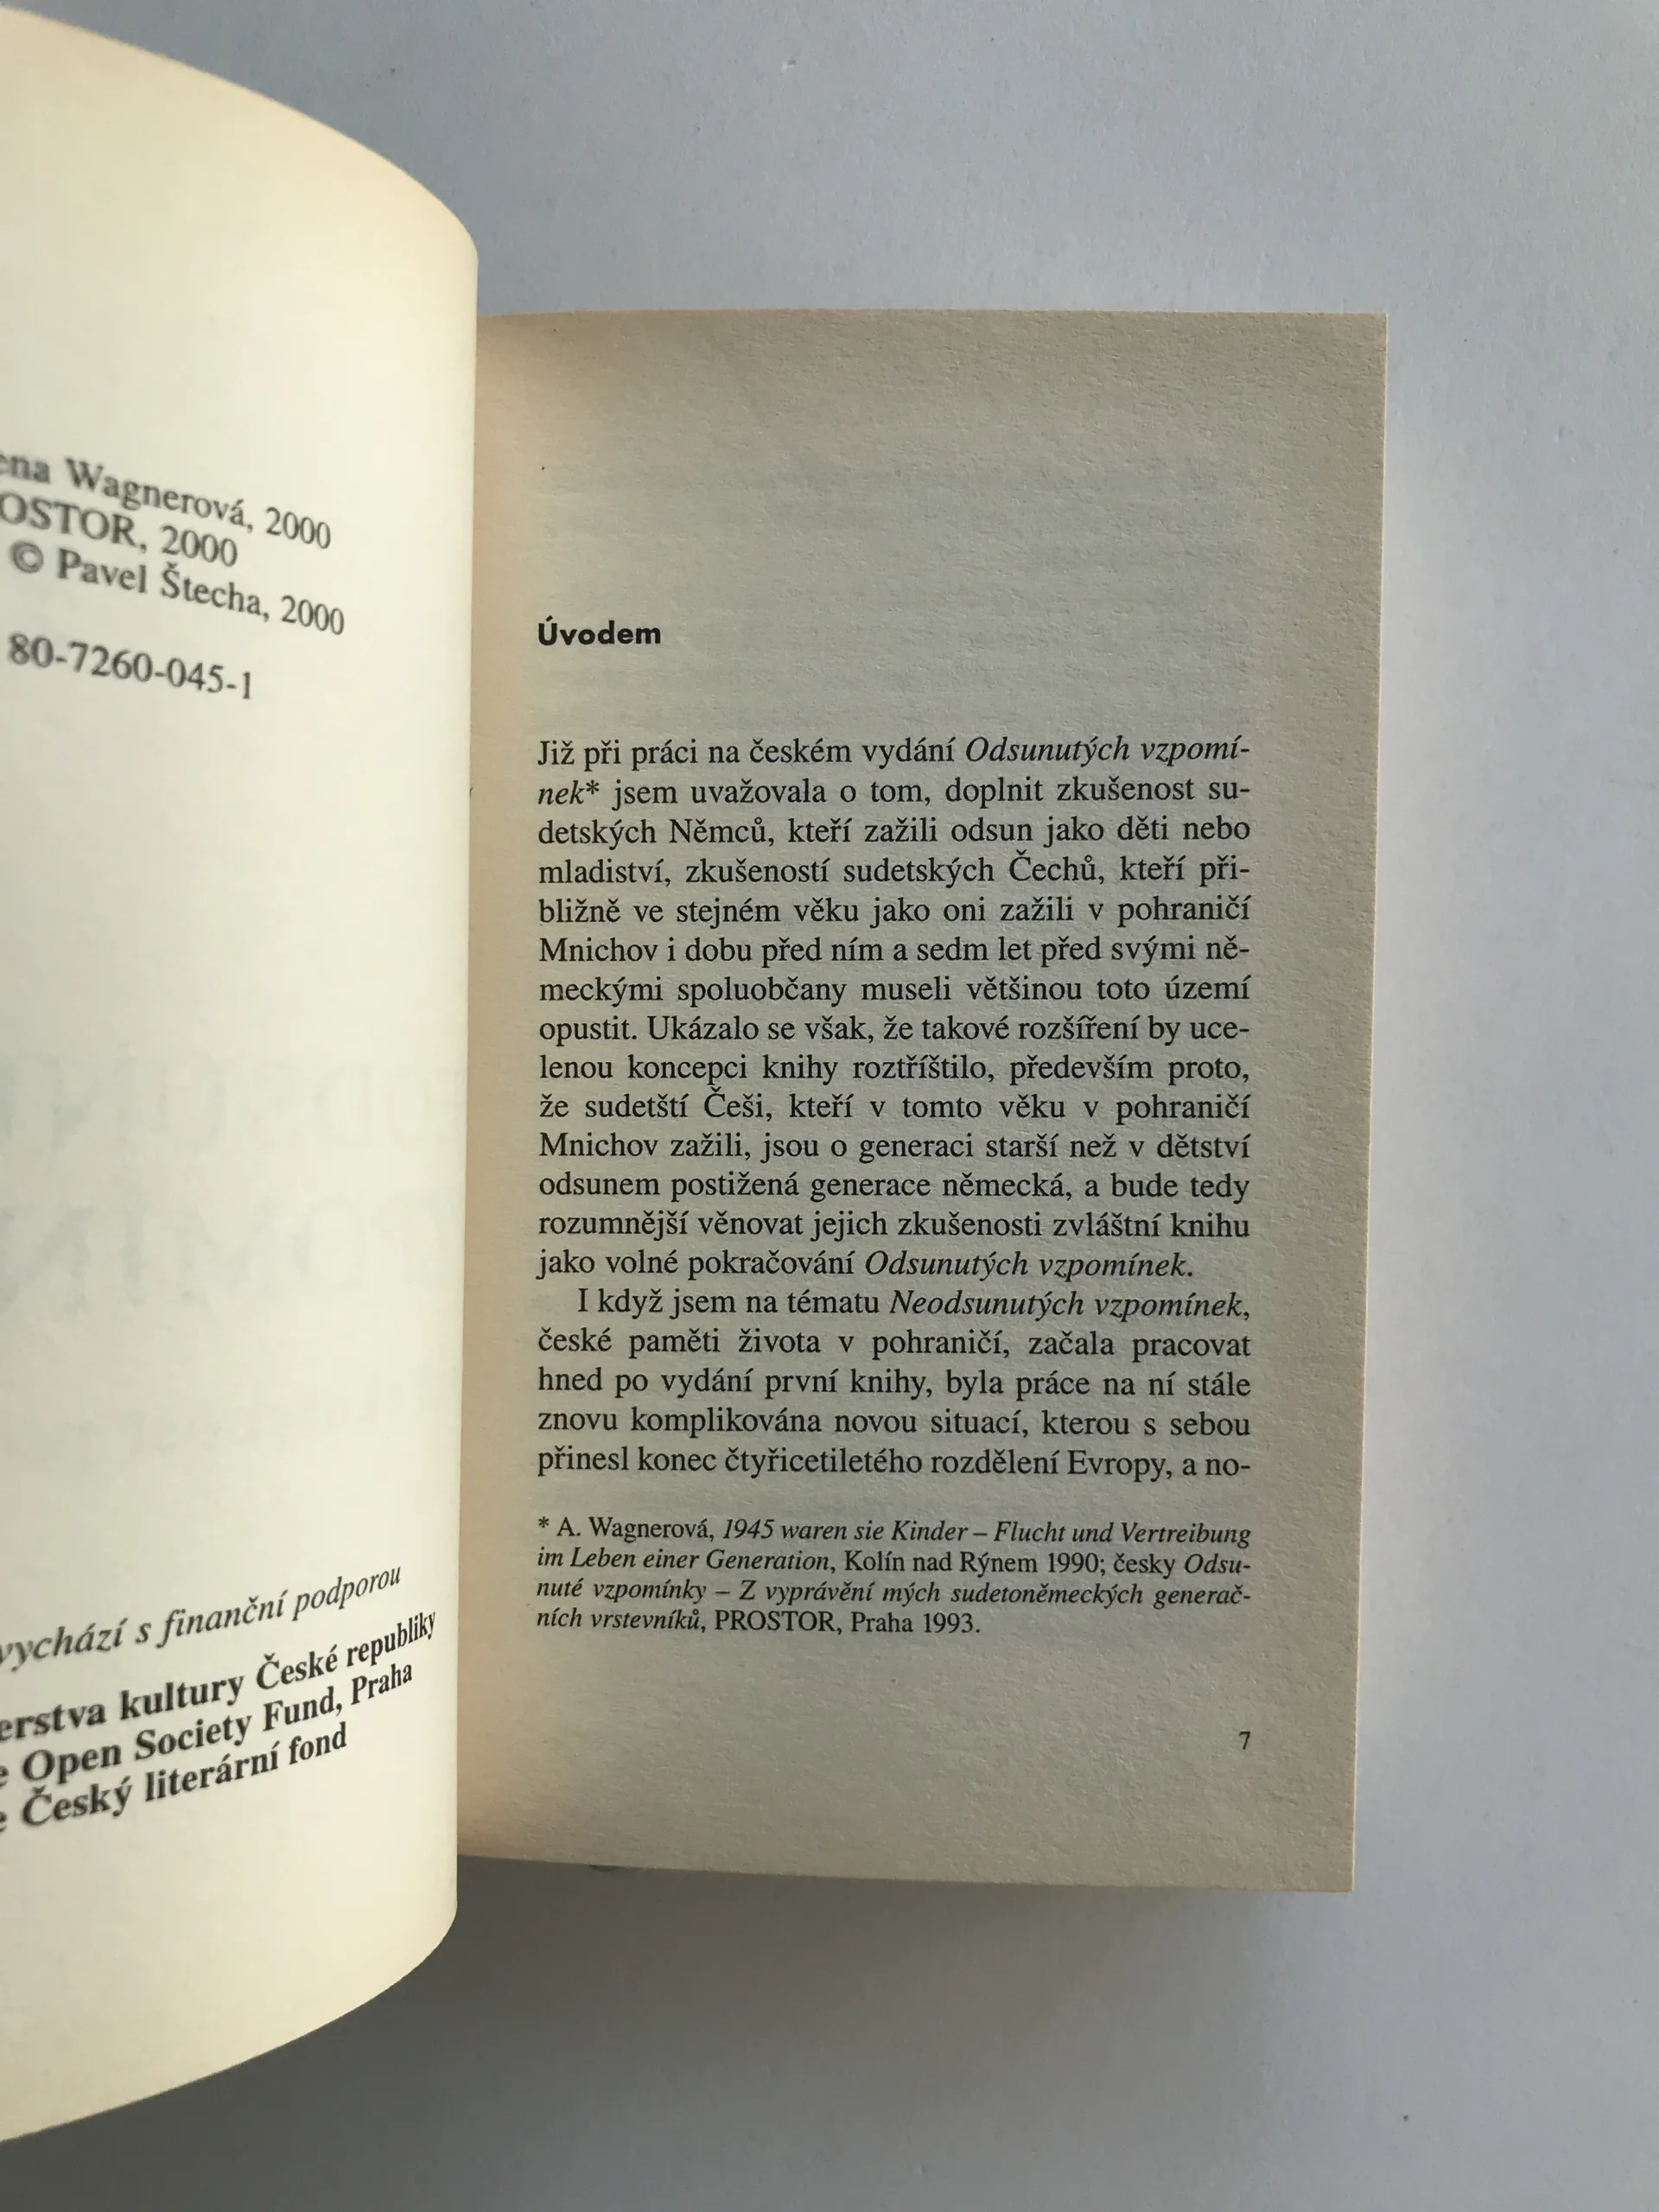 Wagnerová, 2000
2000
© Pavel Štecha, 2000
80-7260-045-1
vychází s finanční podporou
kultury České republiky
Open Society Fund, Praha
Český literární fond
Úvodem
Již při práci na českém vydání Odsunutých vzpomí-
nek* jsem uvažovala o tom, doplnit zkušenost su-
detských Němců, kteří zažili odsun jako děti nebo
mladiství, zkušeností sudetských Čechů, kteří při-
bližně ve stejném věku jako oni zažili v pohraničí
Mnichov i dobu před ním a sedm let před svými ně-
meckými spoluobčany museli většinou toto území
opustit. Ukázalo se však, že takové rozšíření by uce-
lenou koncepci knihy roztříštilo, především proto,
že sudetští Češi, kteří v tomto věku v pohraničí
Mnichov zažili, jsou o generaci starší než v dětství
odsunem postižená generace německá, a bude tedy
rozumnější věnovat jejich zkušenosti zvláštní knihu
jako volné pokračování Odsunutých vzpomínek.
I když jsem na tématu Neodsunutých vzpomínek,
české paměti života v pohraničí, začala pracovat
hned po vydání první knihy, byla práce na ní stále
znovu komplikována novou situací, kterou s sebou
přinesl konec čtyřicetiletého rozdělení Evropy, a no-
* A. Wagnerová, 1945 waren sie Kinder – Flucht und Vertreibung
im Leben einer Generation, Kolín nad Rýnem 1990; česky Odsu-
nuté vzpomínky – Z vyprávění mých sudetoněmeckých generač-
ních vrstevníků, PROSTOR, Praha 1993.
7